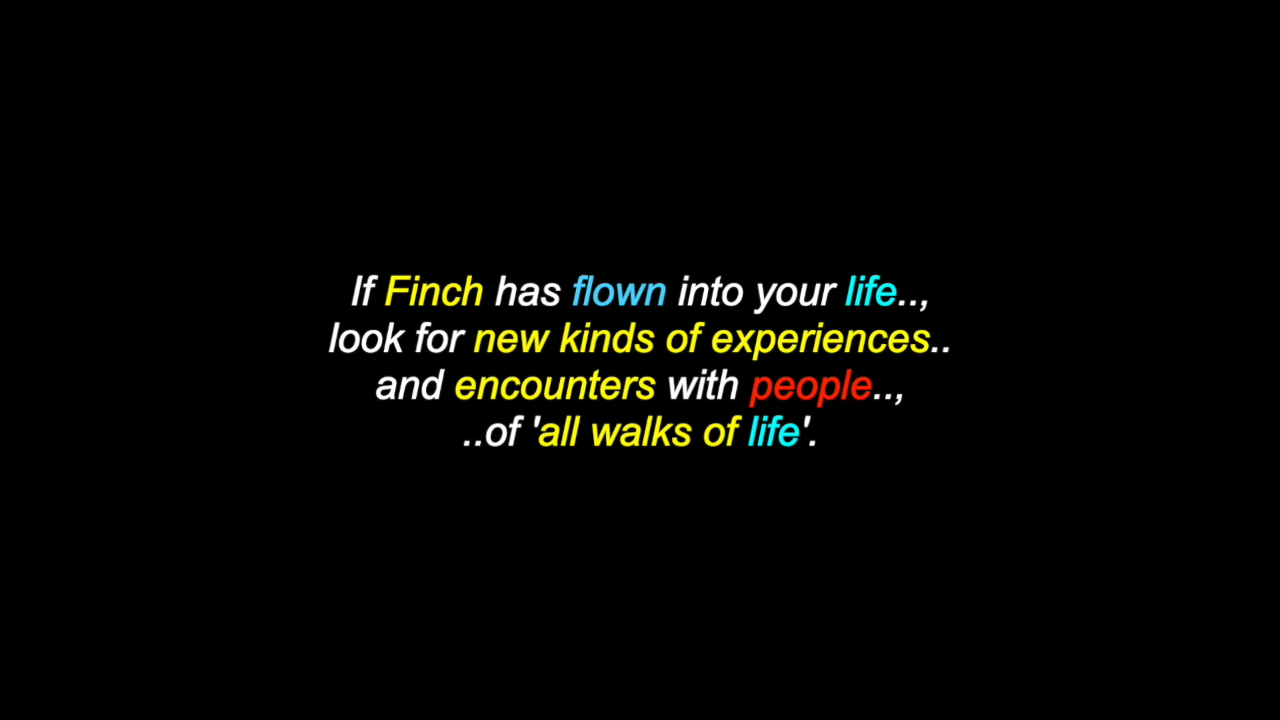 If Finch has flown into your life..,
look for new kinds of experiences..
and encounters with people..,
..of 'all walks of life'.